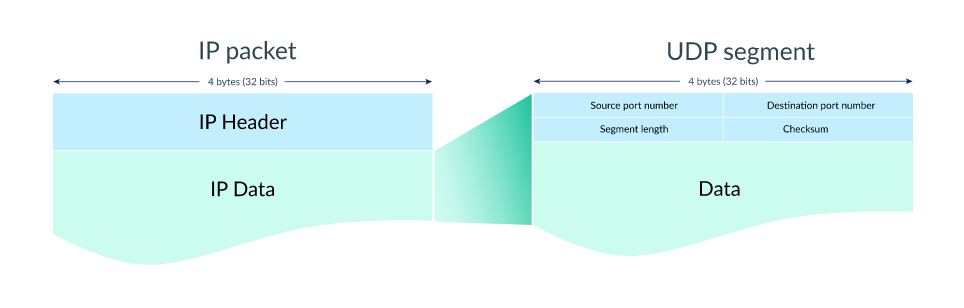 IP packet
4 bytes (32 bits)
IP Header
IP Data
UDP segment
4 bytes (32 bits)
Source port number
Destination port number
Segment length
Checksum
Data